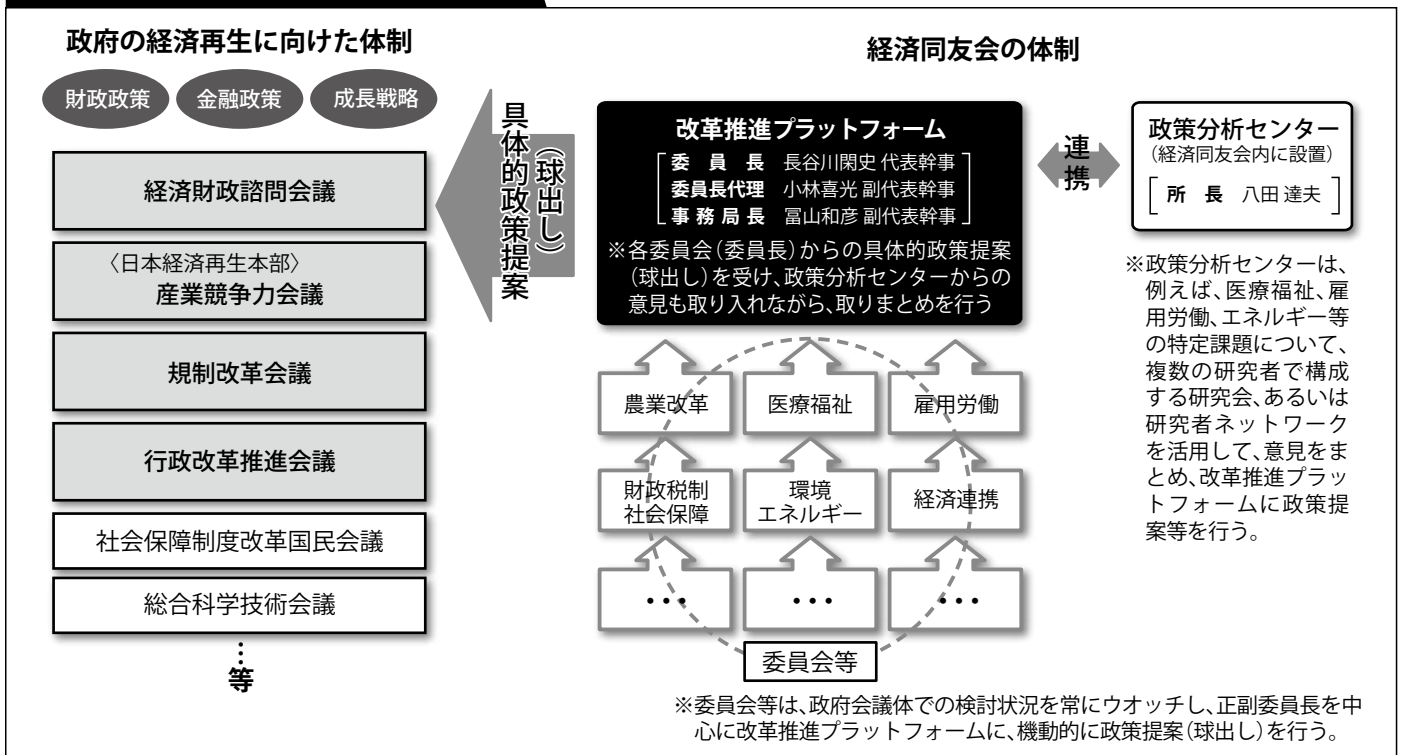 政府の経済再生に向けた体制
財政政策
金融政策
成長戦略
経済財政諮問会議
〈日本経済再生本部〉
産業競争力会議
規制改革会議
行政改革推進会議
社会保障制度改革国民会議
総合科学技術会議
…等
具体的政策提案
（球出し）
経済同友会の体制
改革推進プラットフォーム
委員長 長谷川閑史 代表幹事
委員長代理 小林喜光 副代表幹事
事務局長 冨山和彦 副代表幹事
※各委員会（委員長）からの具体的政策提案
（球出し）を受け、政策分析センターからの
意見も取り入れながら、取りまとめを行う
連携
政策分析センター
（経済同友会内に設置）
所長 八田 達夫
※政策分析センターは、
例えば、医療福祉、雇
用労働、エネルギー等
の特定課題について、
複数の研究者で構成
する研究会、あるいは
研究者ネットワーク
を活用して、意見をま
とめ、改革推進プラッ
トフォームに政策提
案等を行う。
農業改革
医療福祉
雇用労働
財政税制
社会保障
環境
エネルギー
経済連携
…
…
…
委員会等
※委員会等は、政府会議体での検討状況を常にウオッチし、正副委員長を中
心に改革推進プラットフォームに、機動的に政策提案（球出し）を行う。